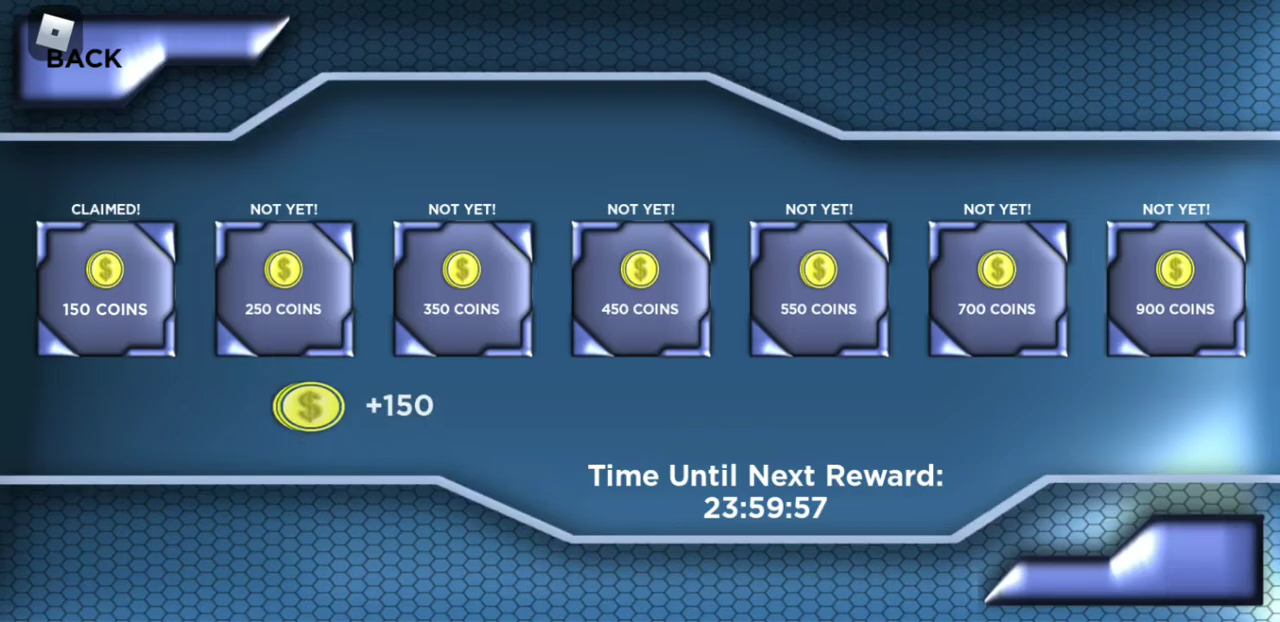 BACK
CLAIMED!
NOT YET!
NOT YET!
NOT YET!
NOT YET!
NOT YET!
NOT YET!
$
$
$
$
$
$
$
150 COINS
250 COINS
350 COINS
450 COINS
550 COINS
700 COINS
900 COINS
$
+150
Time Until Next Reward:
23:59:57